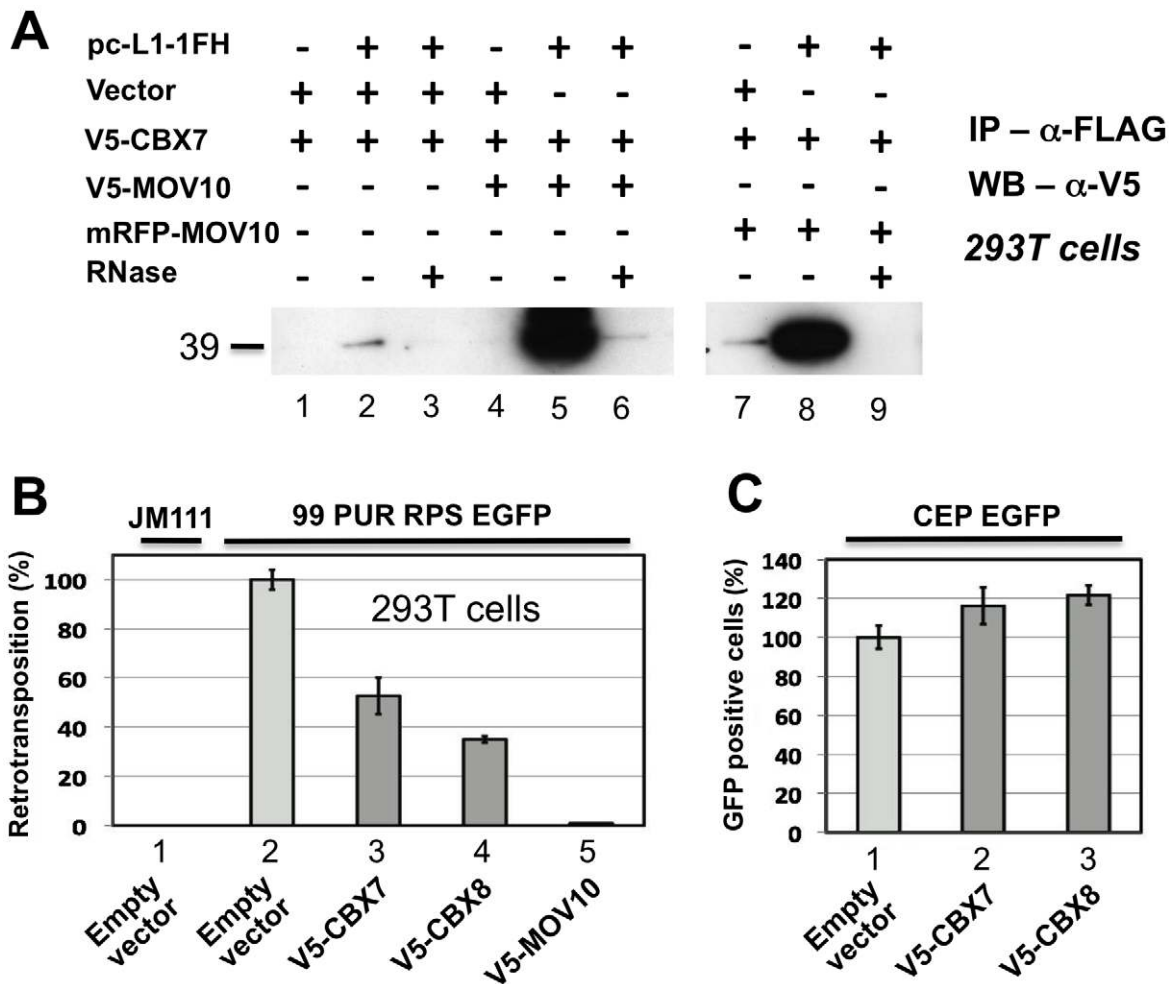 A
pc-L1-1FH - + + - + + - + +
Vector + + + + - - + - -
V5-CBX7 + + + + + + + + +
V5-MOV10 - - - + + + - - -
mRFP-MOV10 - - - - - - + + +
RNase - - + - - + - - +
IP – α-FLAG
WB – α-V5
293T cells
39
1 2 3 4 5 6 7 8 9
B
JM111 99 PUR RPS EGFP
Retrotransposition (%)
100
80
60
40
20
0
293T cells
1 2 3 4 5
Empty vector
Empty vector
V5-CBX7
V5-CBX8
V5-MOV10
C
CEP EGFP
GFP positive cells (%)
140
120
100
80
60
40
20
0
1 2 3
Empty vector
V5-CBX7
V5-CBX8